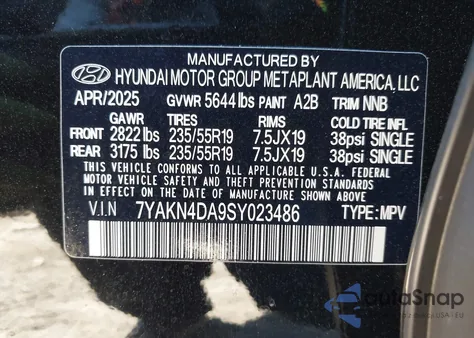 MANUFACTURED BY
HYUNDAI MOTOR GROUP METAPLANT AMERICA, LLC
APR/2025 GVWR 5644 lbs PAINT A2B TRIM NNB
GAWR TIRES RIMS COLD TIRE INFL
FRONT 2822 lbs 235/55R19 7.5JX19 38psi SINGLE
REAR 3175 lbs 235/55R19 7.5JX19 38psi SINGLE
THIS VEHICLE CONFORMS TO ALL APPLICABLE U.S.A. FEDERAL
MOTOR VEHICLE SAFETY AND THEFT PREVENTION STANDARDS IN
EFFECT ON THE DATE OF MANUFACTURE SHOWN ABOVE.
V.I.N 7YAKN4DA9SY023486 TYPE: MPV
AutoSnap